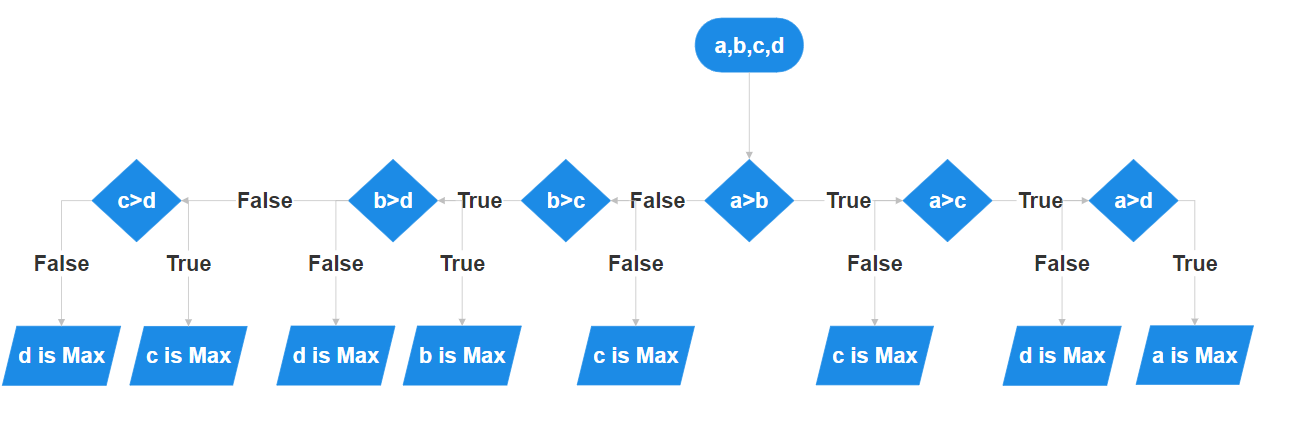 a,b,c,d
c>d
False
b>d
True
b>c
False
a>b
True
a>c
True
a>d
False
True
False
True
False
False
False
True
d is Max
c is Max
d is Max
b is Max
c is Max
c is Max
d is Max
a is Max